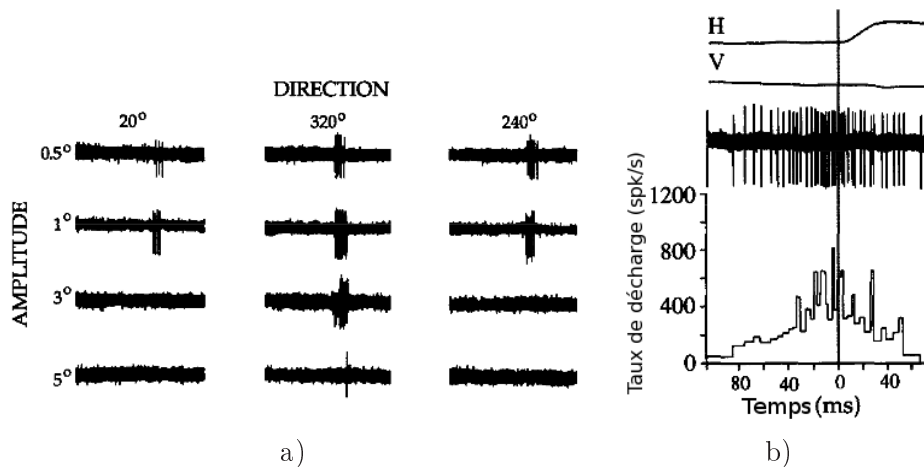 DIRECTION
20° 320° 240°
AMPLITUDE
0.5°
1°
3°
5°
a)
H
V
Taux de décharge (spk/s)
1200
800
400
0
80 40 0 40
Temps (ms)
b)